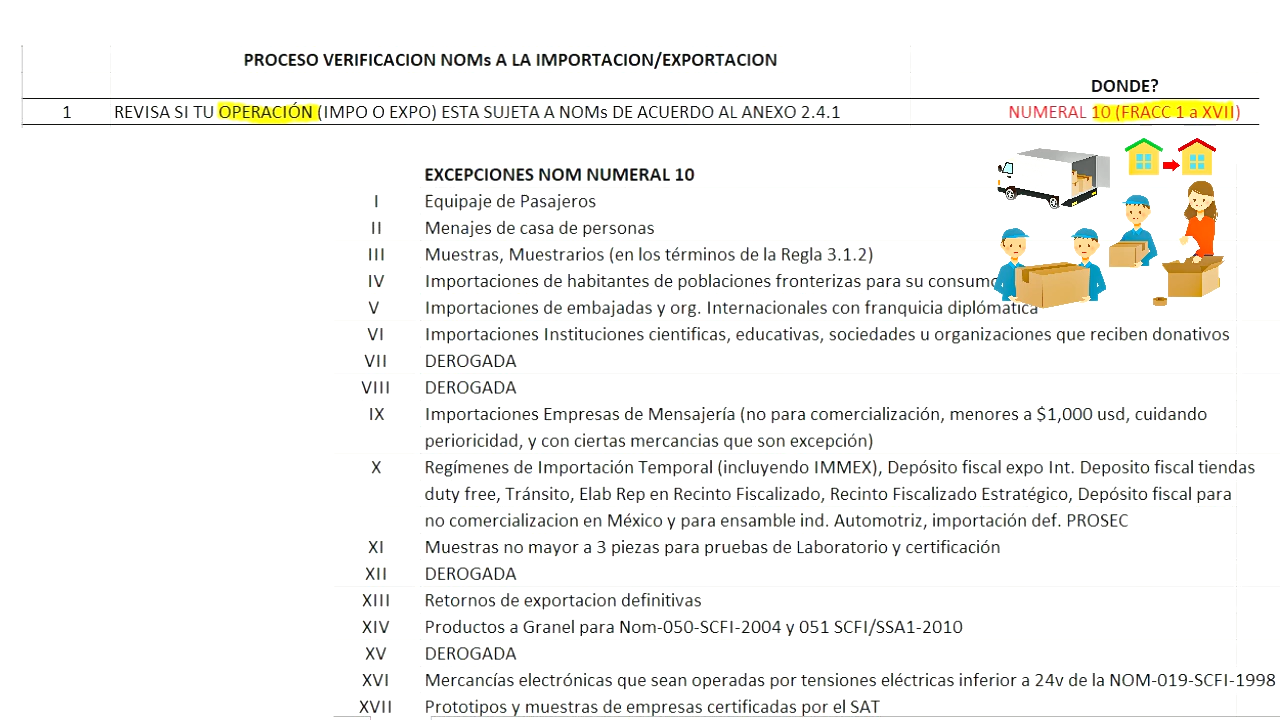 PROCESO VERIFICACION NOMs A LA IMPORTACION/EXPORTACION
DONDE?
1 REVISA SI TU OPERACIÓN (IMPO O EXPO) ESTA SUJETA A NOMs DE ACUERDO AL ANEXO 2.4.1 NUMERAL 10 (FRACC 1 a XVII)
EXCEPCIONES NOM NUMERAL 10
I Equipaje de Pasajeros
II Menajes de casa de personas
III Muestras, Muestrarios (en los términos de la Regla 3.1.2)
IV Importaciones de habitantes de poblaciones fronterizas para su consumo
V Importaciones de embajadas y org. Internacionales con franquicia diplómatica
VI Importaciones Instituciones cientificas, educativas, sociedades u organizaciones que reciben donativos
VII DEROGADA
VIII DEROGADA
IX Importaciones Empresas de Mensajería (no para comercialización, menores a $1,000 usd, cuidando
perioricidad, y con ciertas mercancias que son excepción)
X Regímenes de Importación Temporal (incluyendo IMMEX), Depósito fiscal expo Int. Deposito fiscal tiendas
duty free, Tránsito, Elab Rep en Recinto Fiscalizado, Recinto Fiscalizado Estratégico, Depósito fiscal para
no comercializacion en México y para ensamble ind. Automotriz, importación def. PROSEC
XI Muestras no mayor a 3 piezas para pruebas de Laboratorio y certificación
XII DEROGADA
XIII Retornos de exportacion definitivas
XIV Productos a Granel para Nom-050-SCFI-2004 y 051 SCFI/SSA1-2010
XV DEROGADA
XVI Mercancías electrónicas que sean operadas por tensiones eléctricas inferior a 24v de la NOM-019-SCFI-1998
XVII Prototipos y muestras de empresas certificadas por el SAT